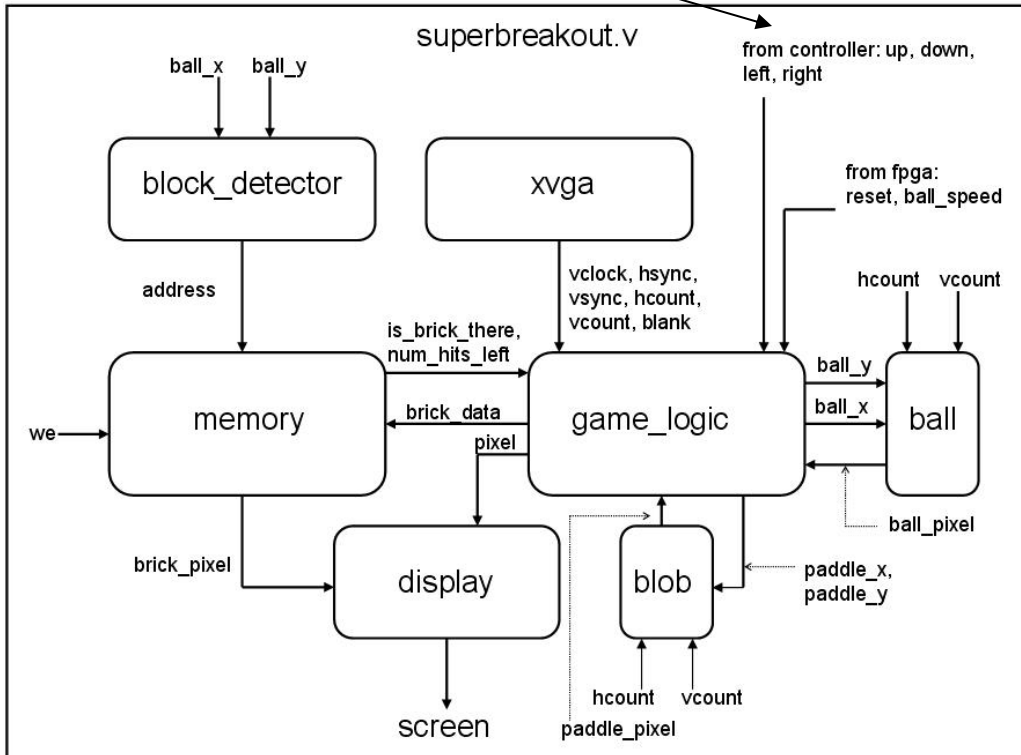 superbreakout.v
from controller: up, down,
left, right
ball_x
ball_y
block_detector
xvga
from fpga:
reset, ball_speed
address
vclock, hsync,
vsync, hcount,
vcount, blank
hcount
vcount
is_brick_there,
num_hits_left
memory
game_logic
ball_y
ball_x
ball
we
brick_data
pixel
ball_pixel
brick_pixel
display
blob
paddle_x,
paddle_y
hcount
vcount
screen
paddle_pixel